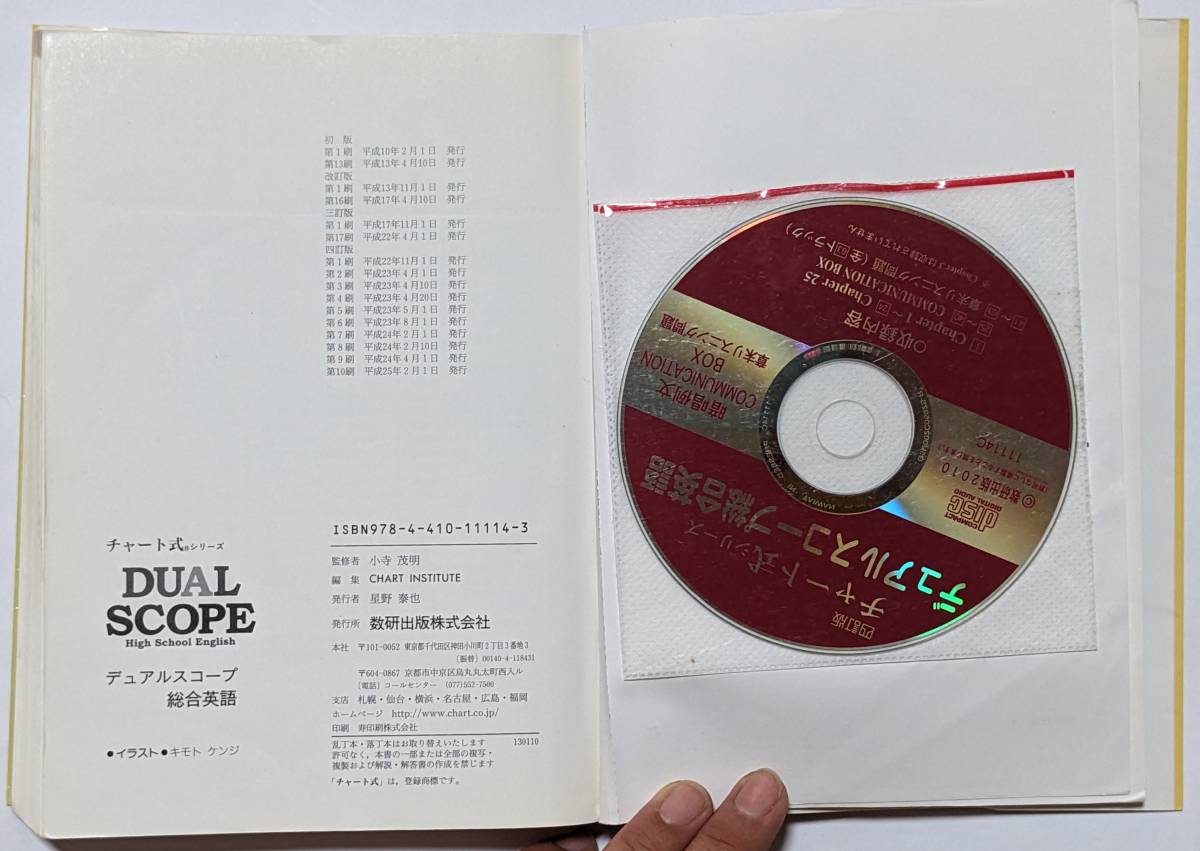 初　版
第1刷　平成10年2月1日　発行
第13刷　平成13年4月10日　発行
改訂版
第1刷　平成13年11月1日　発行
第16刷　平成17年4月10日　発行
三訂版
第1刷　平成17年11月1日　発行
第17刷　平成22年4月1日　発行
四訂版
第1刷　平成22年11月1日　発行
第2刷　平成23年4月1日　発行
第3刷　平成23年4月10日　発行
第4刷　平成23年4月20日　発行
第5刷　平成23年5月1日　発行
第6刷　平成23年8月1日　発行
第7刷　平成24年2月1日　発行
第8刷　平成24年2月10日　発行
第9刷　平成24年4月1日　発行
第10刷　平成25年2月1日　発行
チャート式®シリーズ
DUAL
SCOPE
High School English
デュアルスコープ
総合英語
●イラスト●キモト ケンジ
ISBN978-4-410-11114-3
監修者　小寺 茂明
編　集　CHART INSTITUTE
発行者　星野 泰也
発行所　数研出版株式会社
本社　〒101-0052 東京都千代田区神田小川町2丁目3番地3
〔振替〕00140-4-118431
〒604-0867 京都市中京区烏丸丸太町西入ル
〔電話〕コールセンター (077)552-7500
支店　札幌・仙台・横浜・名古屋・広島・福岡
ホームページ　http://www.chart.co.jp/
印刷　寿印刷株式会社
乱丁本・落丁本はお取り替えいたします　130110
許可なく，本書の一部または全部の複写・
複製および解説・解答書の作成を禁じます
「チャート式」は，登録商標です。
四訂版
チャート式シリーズ
デュアルスコープ総合英語
COMPACT
disc
DIGITAL AUDIO
©数研出版2010
11114C
暗唱例文
COMMUNICATION
BOX
章末リスニング問題
○収録内容
Chapter 1 ～ Chapter 25
COMMUNICATION BOX
章末リスニング問題（全63トラック）
※ Chapter 3 は収録されていません